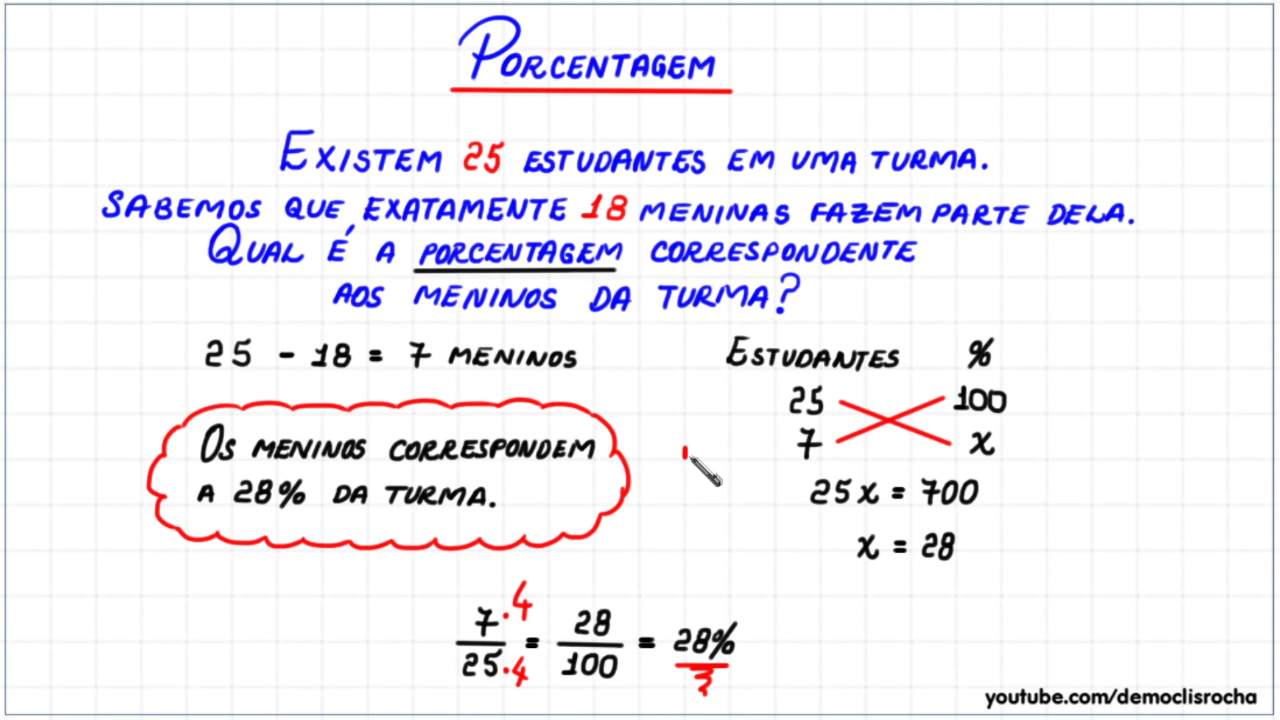 PORCENTAGEM
EXISTEM 25 ESTUDANTES EM UMA TURMA.
SABEMOS QUE EXATAMENTE 18 MENINAS FAZEM PARTE DELA.
QUAL É A PORCENTAGEM CORRESPONDENTE
AOS MENINOS DA TURMA?
25 - 18 = 7 MENINOS
OS MENINOS CORRESPONDEM
A 28% DA TURMA.
ESTUDANTES %
25 100
7 x
25x = 700
x = 28
7·4 / 25·4 = 28 / 100 = 28%
youtube.com/democlisrocha